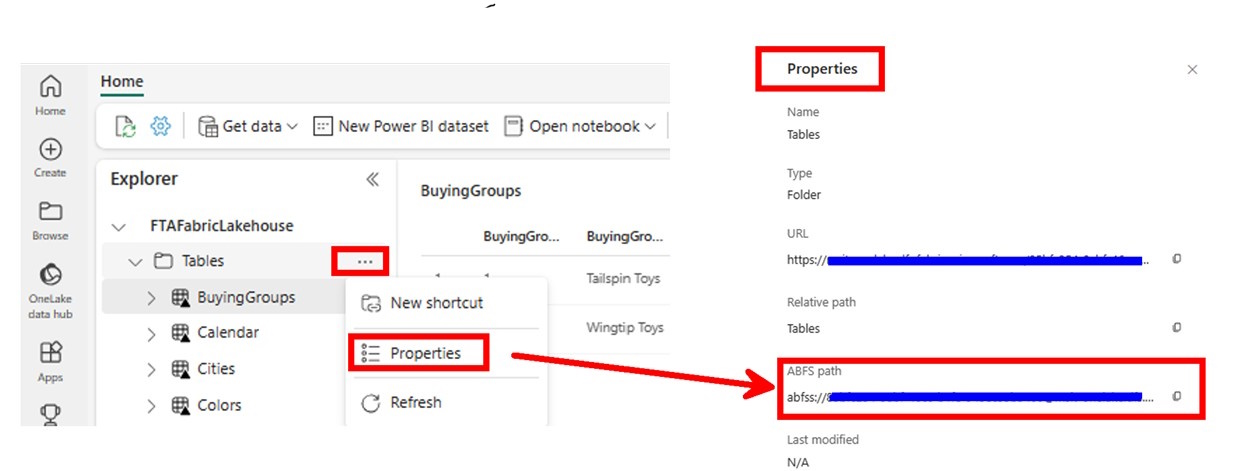 Home
Home
Create
Browse
OneLake
data hub
Apps
Get data
New Power BI dataset
Open notebook
Explorer
FTAFabricLakehouse
Tables
...
BuyingGroups
Calendar
Cities
Colors
New shortcut
Properties
Refresh
BuyingGroups
BuyingGro... BuyingGro...
1 1 Tailspin Toys
Wingtip Toys
Properties
Name
Tables
Type
Folder
URL
https:// ...
Relative path
Tables
ABFS path
abfss:// ...
Last modified
N/A